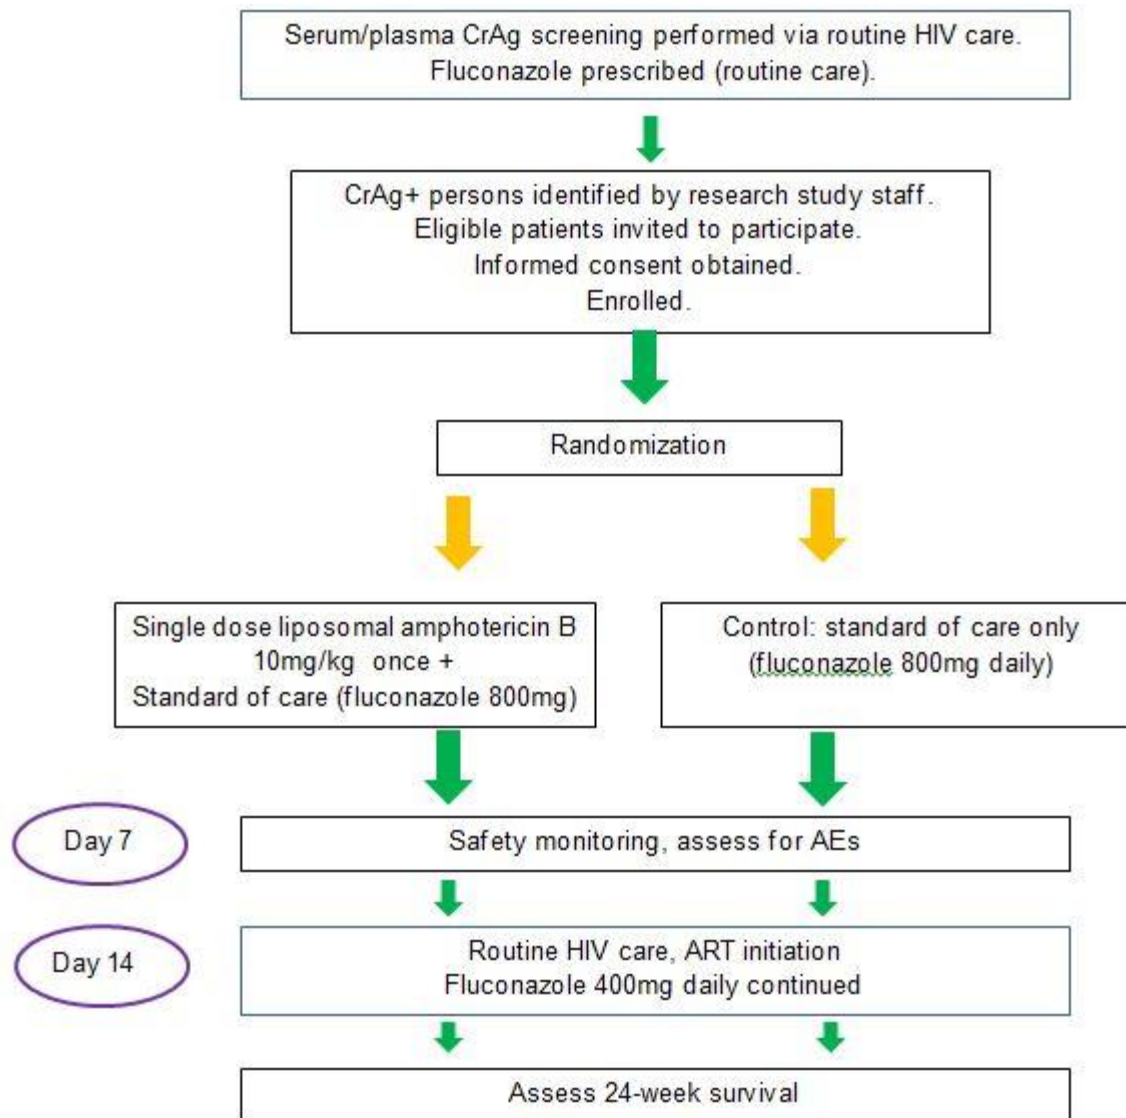 Serum/plasma CrAg screening performed via routine HIV care.
Fluconazole prescribed (routine care).
CrAg+ persons identified by research study staff.
Eligible patients invited to participate.
Informed consent obtained.
Enrolled.
Randomization
Single dose liposomal amphotericin B
10mg/kg once +
Standard of care (fluconazole 800mg)
Control: standard of care only
(fluconazole 800mg daily)
Day 7
Safety monitoring, assess for AEs
Day 14
Routine HIV care, ART initiation
Fluconazole 400mg daily continued
Assess 24-week survival